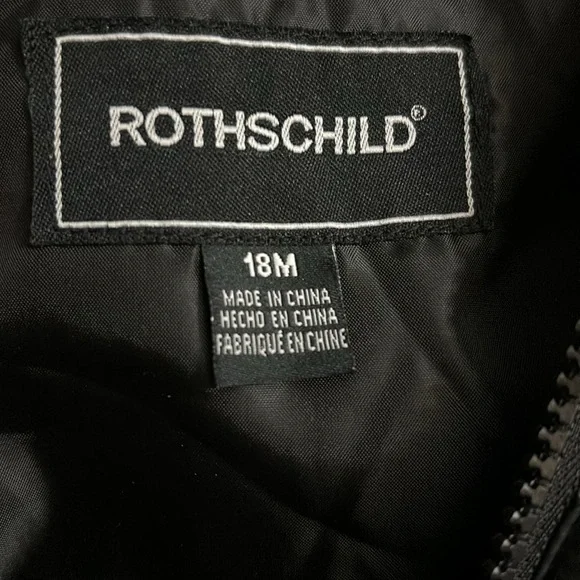 ROTHSCHILD®
18M
MADE IN CHINA
HECHO EN CHINA
FABRIQUÉ EN CHINE